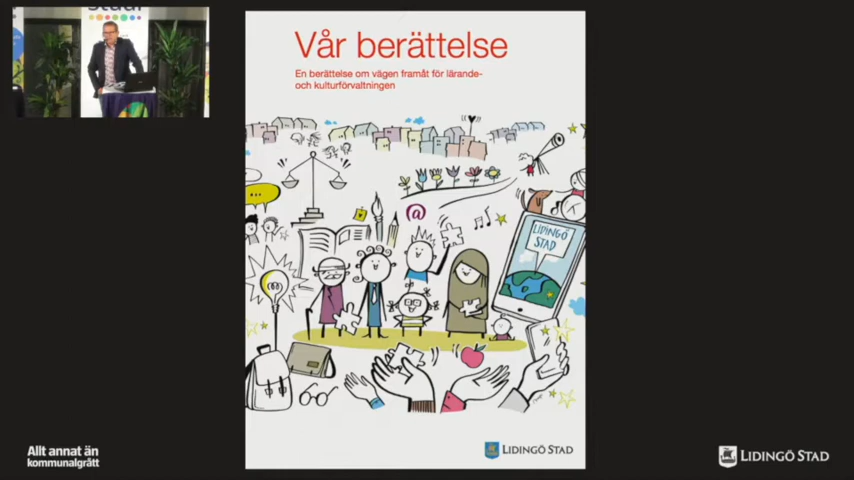 Vår berättelse
En berättelse om vägen framåt för lärande-
och kulturförvaltningen
@
LIDINGÖ
STAD
LIDINGÖ STAD
Allt annat än
kommunalgrått
LIDINGÖ STAD